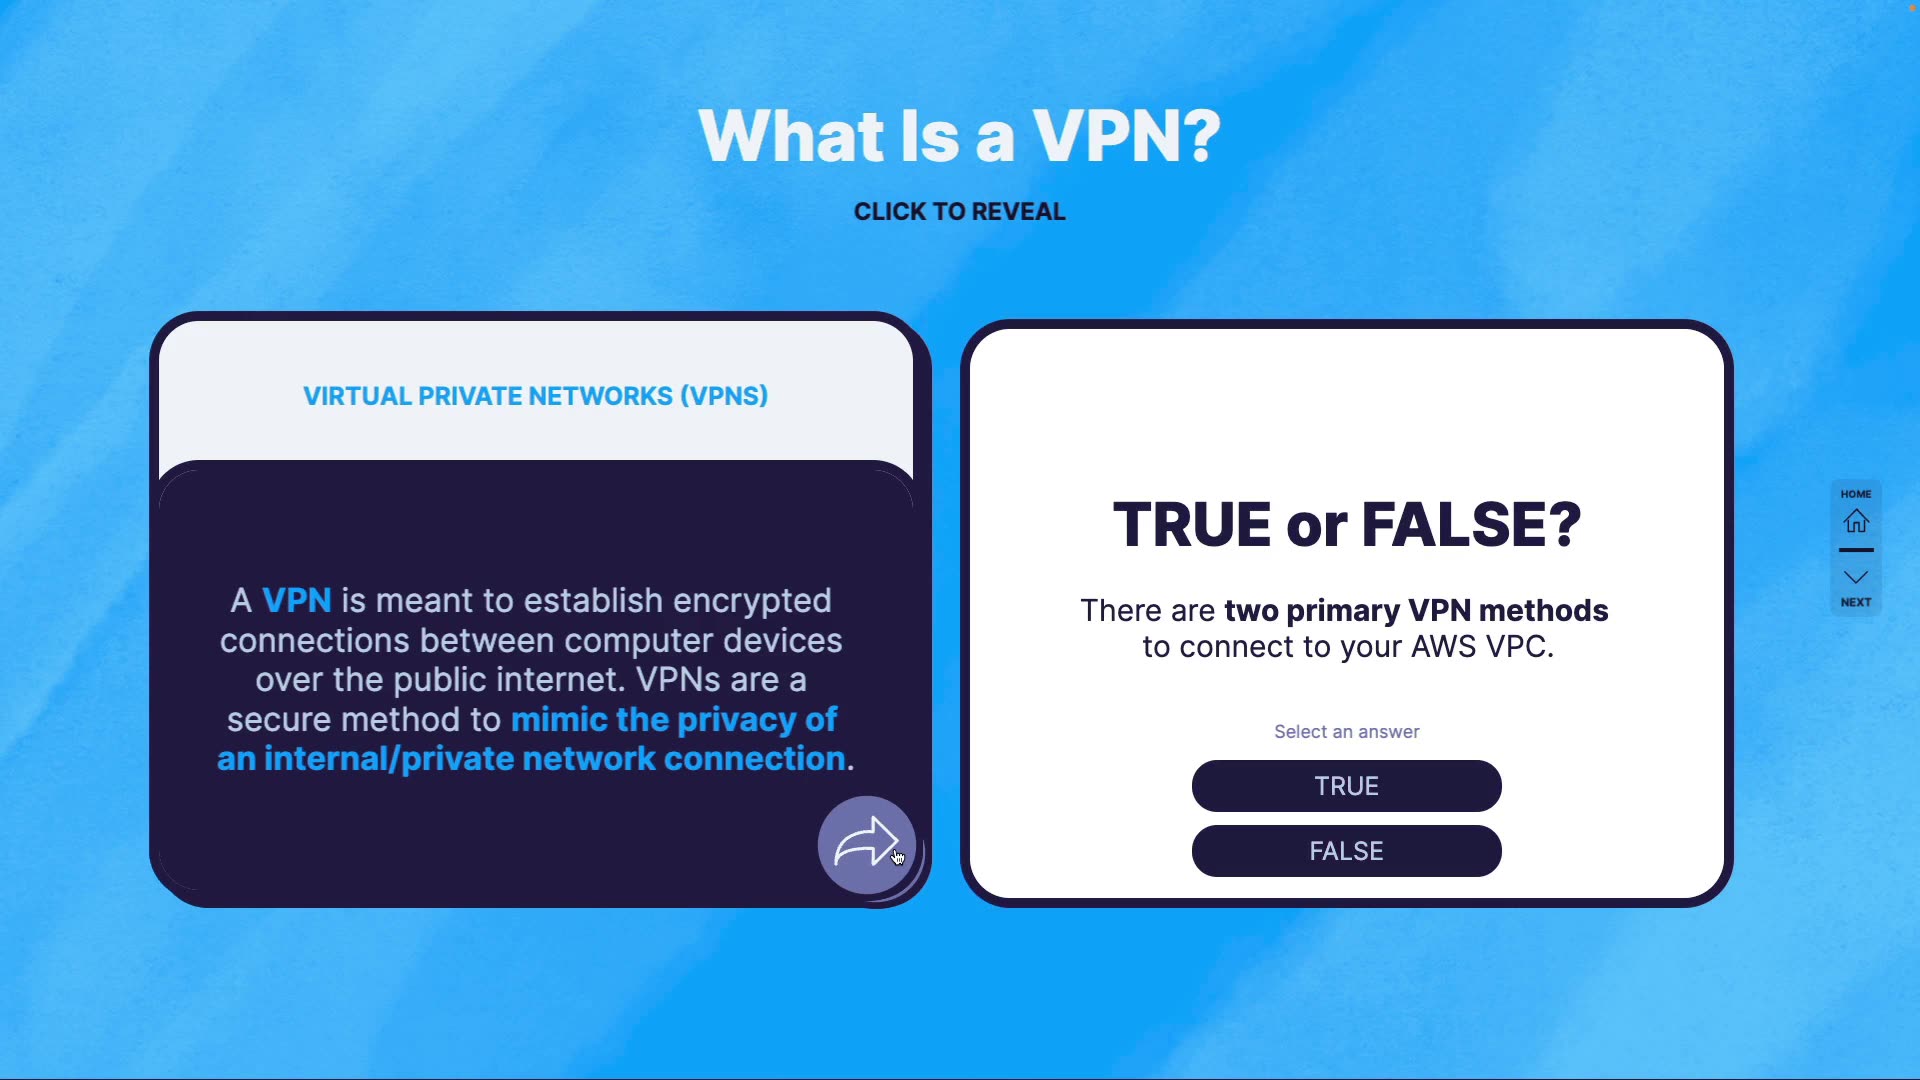 What Is a VPN?
CLICK TO REVEAL
VIRTUAL PRIVATE NETWORKS (VPNS)
A VPN is meant to establish encrypted
connections between computer devices
over the public internet. VPNs are a
secure method to mimic the privacy of
an internal/private network connection.
TRUE or FALSE?
There are two primary VPN methods
to connect to your AWS VPC.
Select an answer
TRUE
FALSE
HOME
NEXT